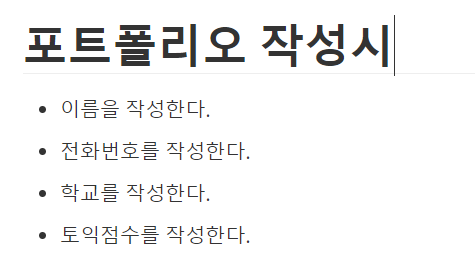 포트폴리오 작성시
이름을 작성한다.
전화번호를 작성한다.
학교를 작성한다.
토익점수를 작성한다.